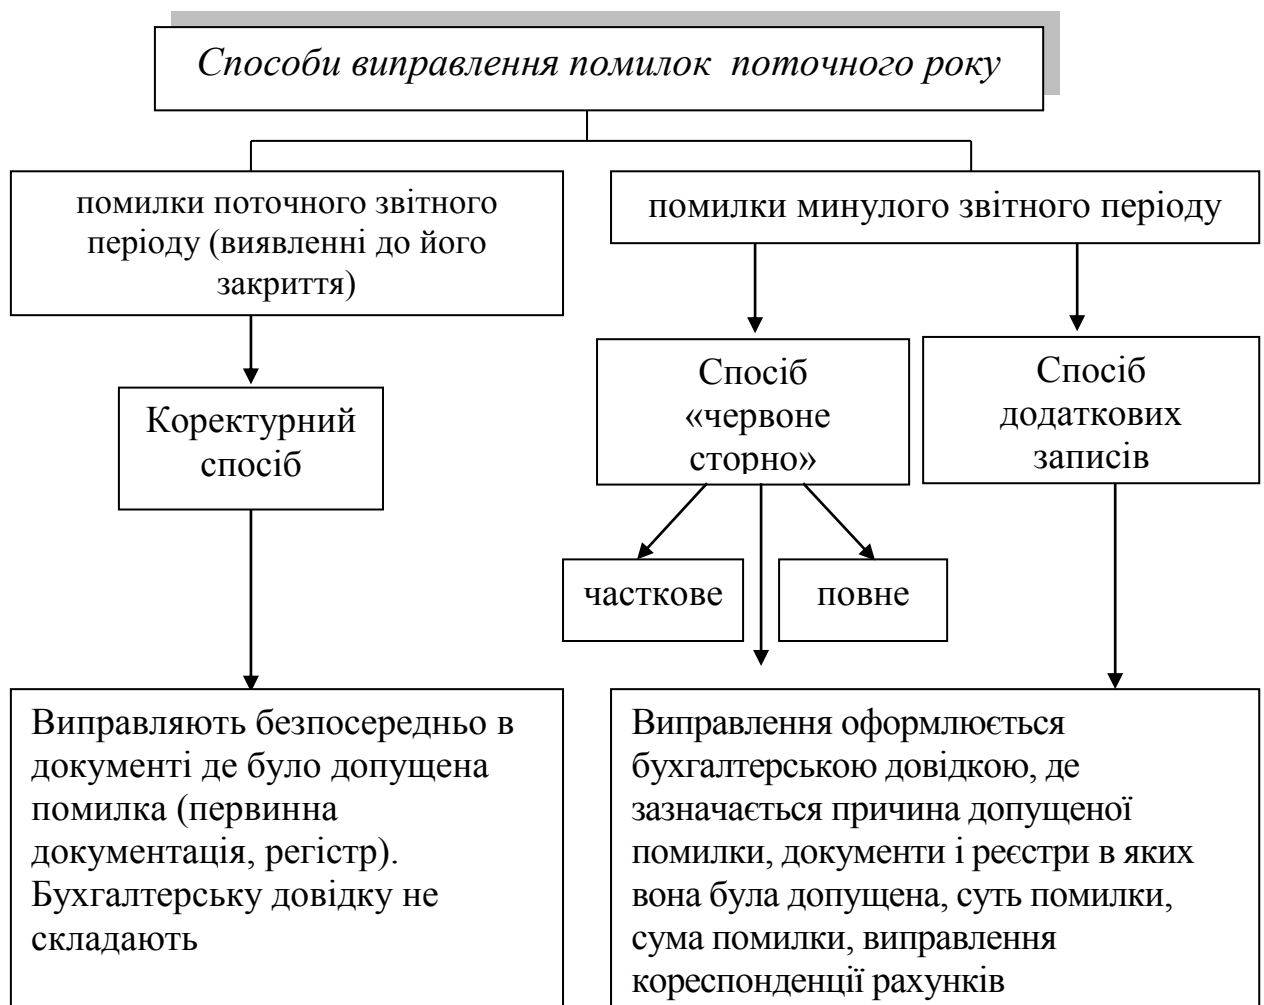 Способи виправлення помилок поточного року
помилки поточного звітного
періоду (виявленні до його
закриття)
помилки минулого звітного періоду
Коректурний
спосіб
Спосіб
«червоне
сторно»
Спосіб
додаткових
записів
часткове
повне
Виправляють безпосередньо в
документі де було допущена
помилка (первинна
документація, регістр).
Бухгалтерську довідку не
складають
Виправлення оформлюється
бухгалтерською довідкою, де
зазначається причина допущеної
помилки, документи і реєстри в яких
вона була допущена, суть помилки,
сума помилки, виправлення
кореспонденції рахунків